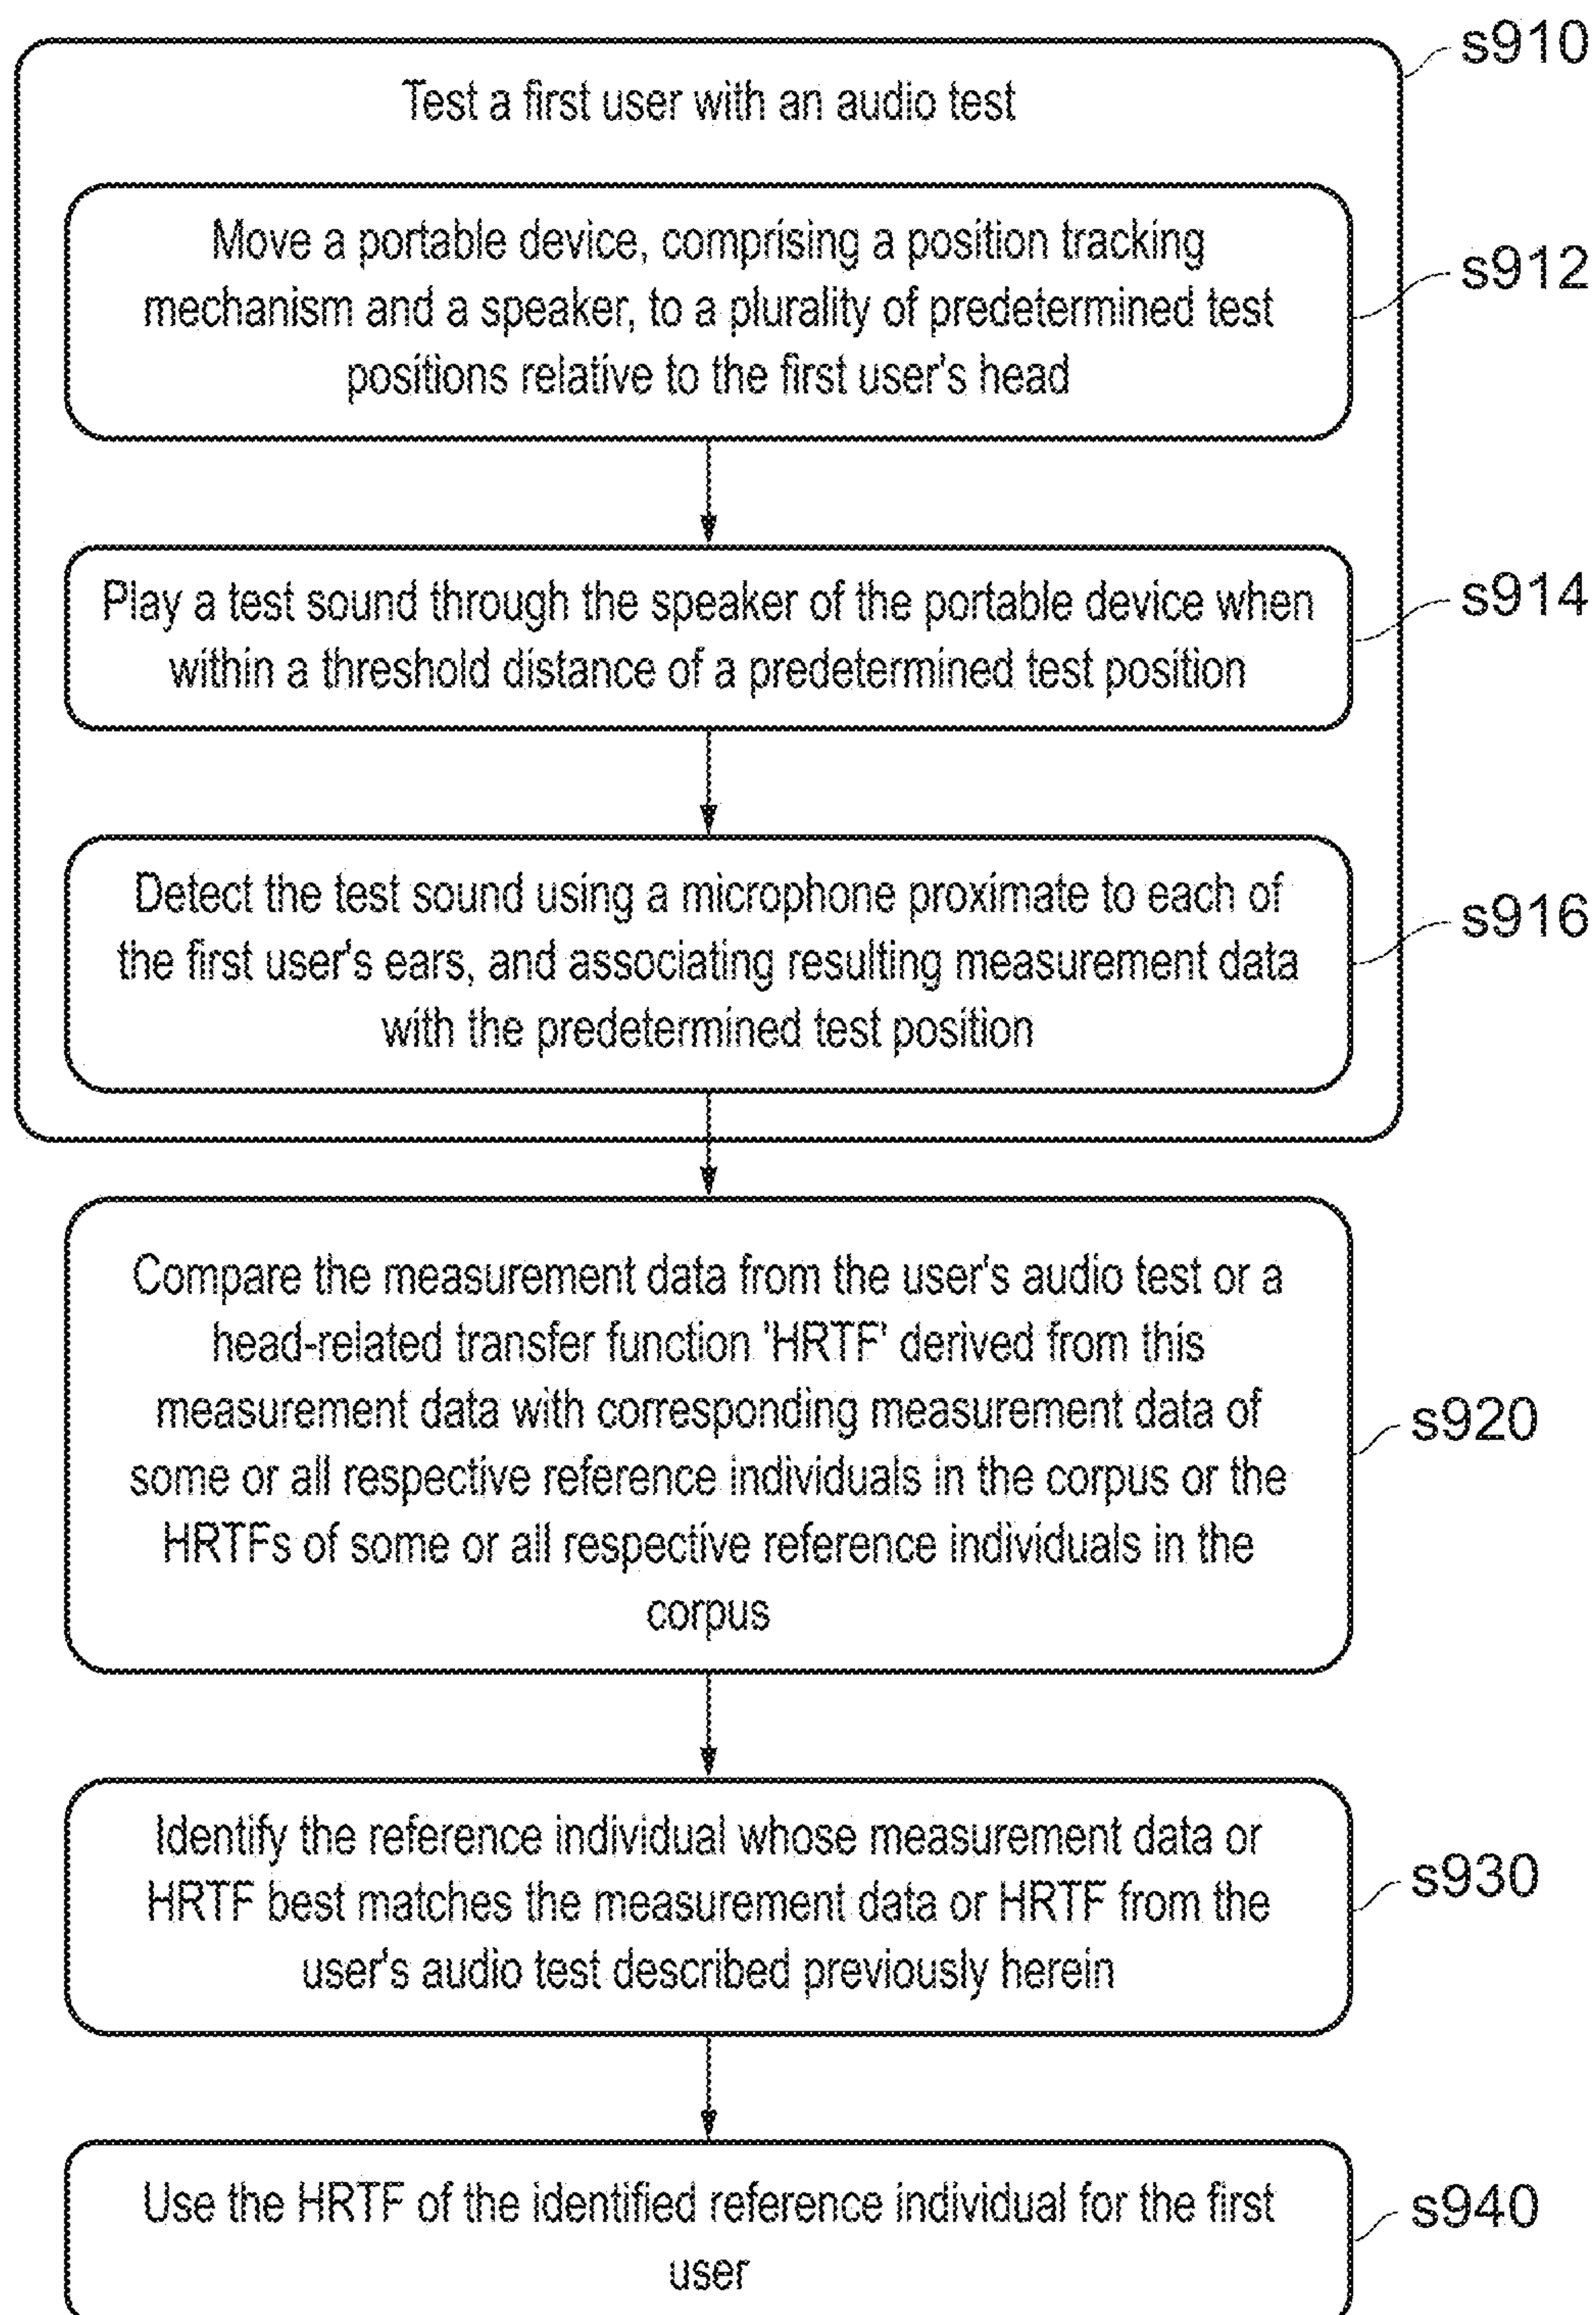 s910
Test a first user with an audio test
Move a portable device, comprising a position tracking
mechanism and a speaker, to a plurality of predetermined test
positions relative to the first user's head
s912
Play a test sound through the speaker of the portable device when
within a threshold distance of a predetermined test position
s914
Detect the test sound using a microphone proximate to each of
the first user's ears, and associating resulting measurement data
with the predetermined test position
s916
Compare the measurement data from the user's audio test or a
head-related transfer function 'HRTF' derived from this
measurement data with corresponding measurement data of
some or all respective reference individuals in the corpus or the
HRTFs of some or all respective reference individuals in the
corpus
s920
Identify the reference individual whose measurement data or
HRTF best matches the measurement data or HRTF from the
user's audio test described previously herein
s930
Use the HRTF of the identified reference individual for the first
user
s940